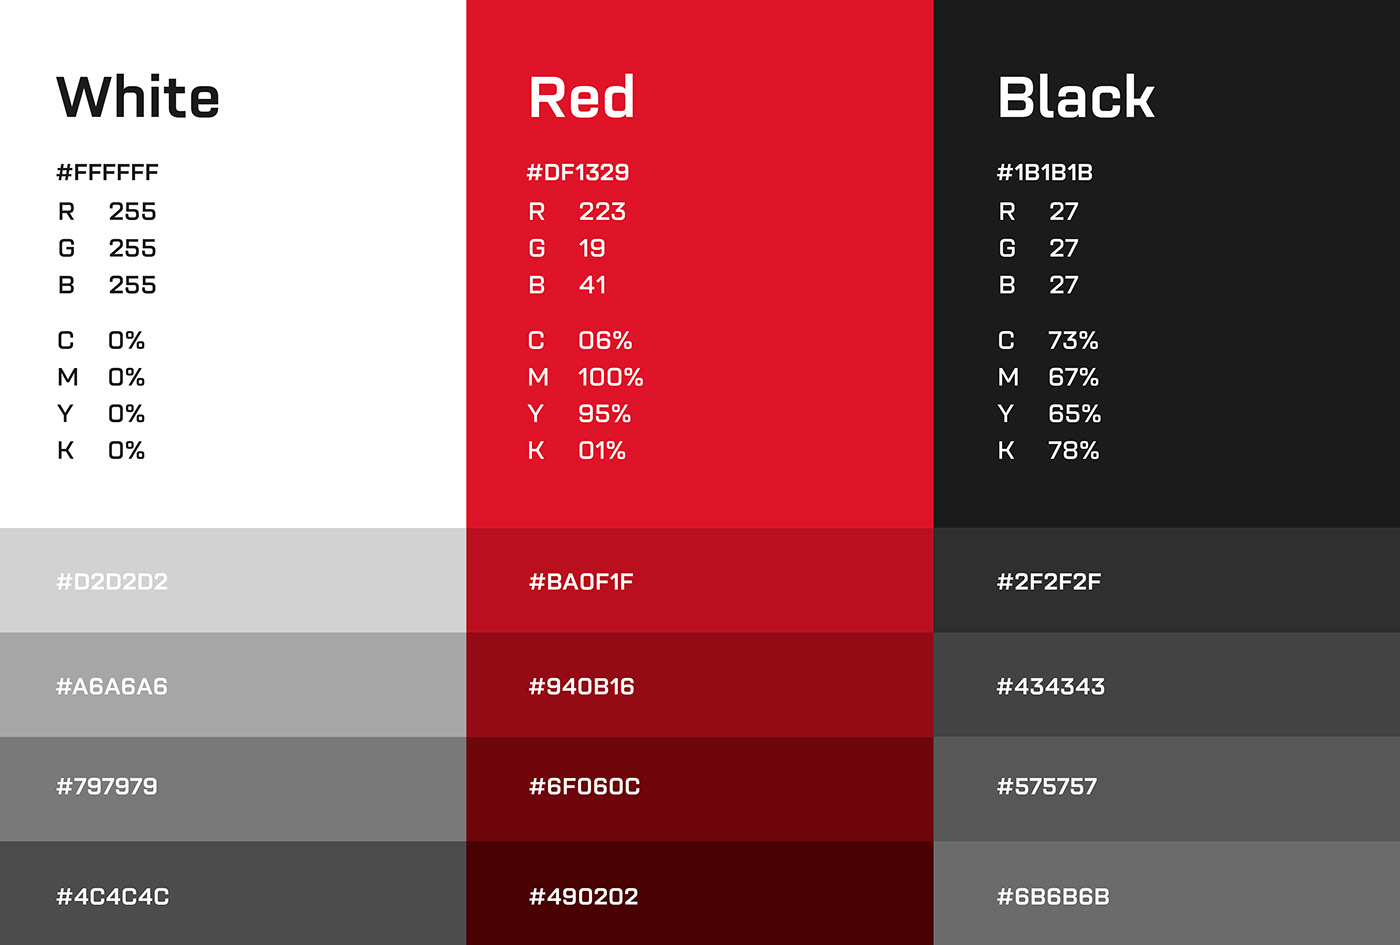 White
#FFFFFF
R 255
G 255
B 255
C 0%
M 0%
Y 0%
K 0%
#D2D2D2
#A6A6A6
#797979
#4C4C4C
Red
#DF1329
R 223
G 19
B 41
C 06%
M 100%
Y 95%
K 01%
#BA0F1F
#940B16
#6F060C
#490202
Black
#1B1B1B
R 27
G 27
B 27
C 73%
M 67%
Y 65%
K 78%
#2F2F2F
#434343
#575757
#6B6B6B